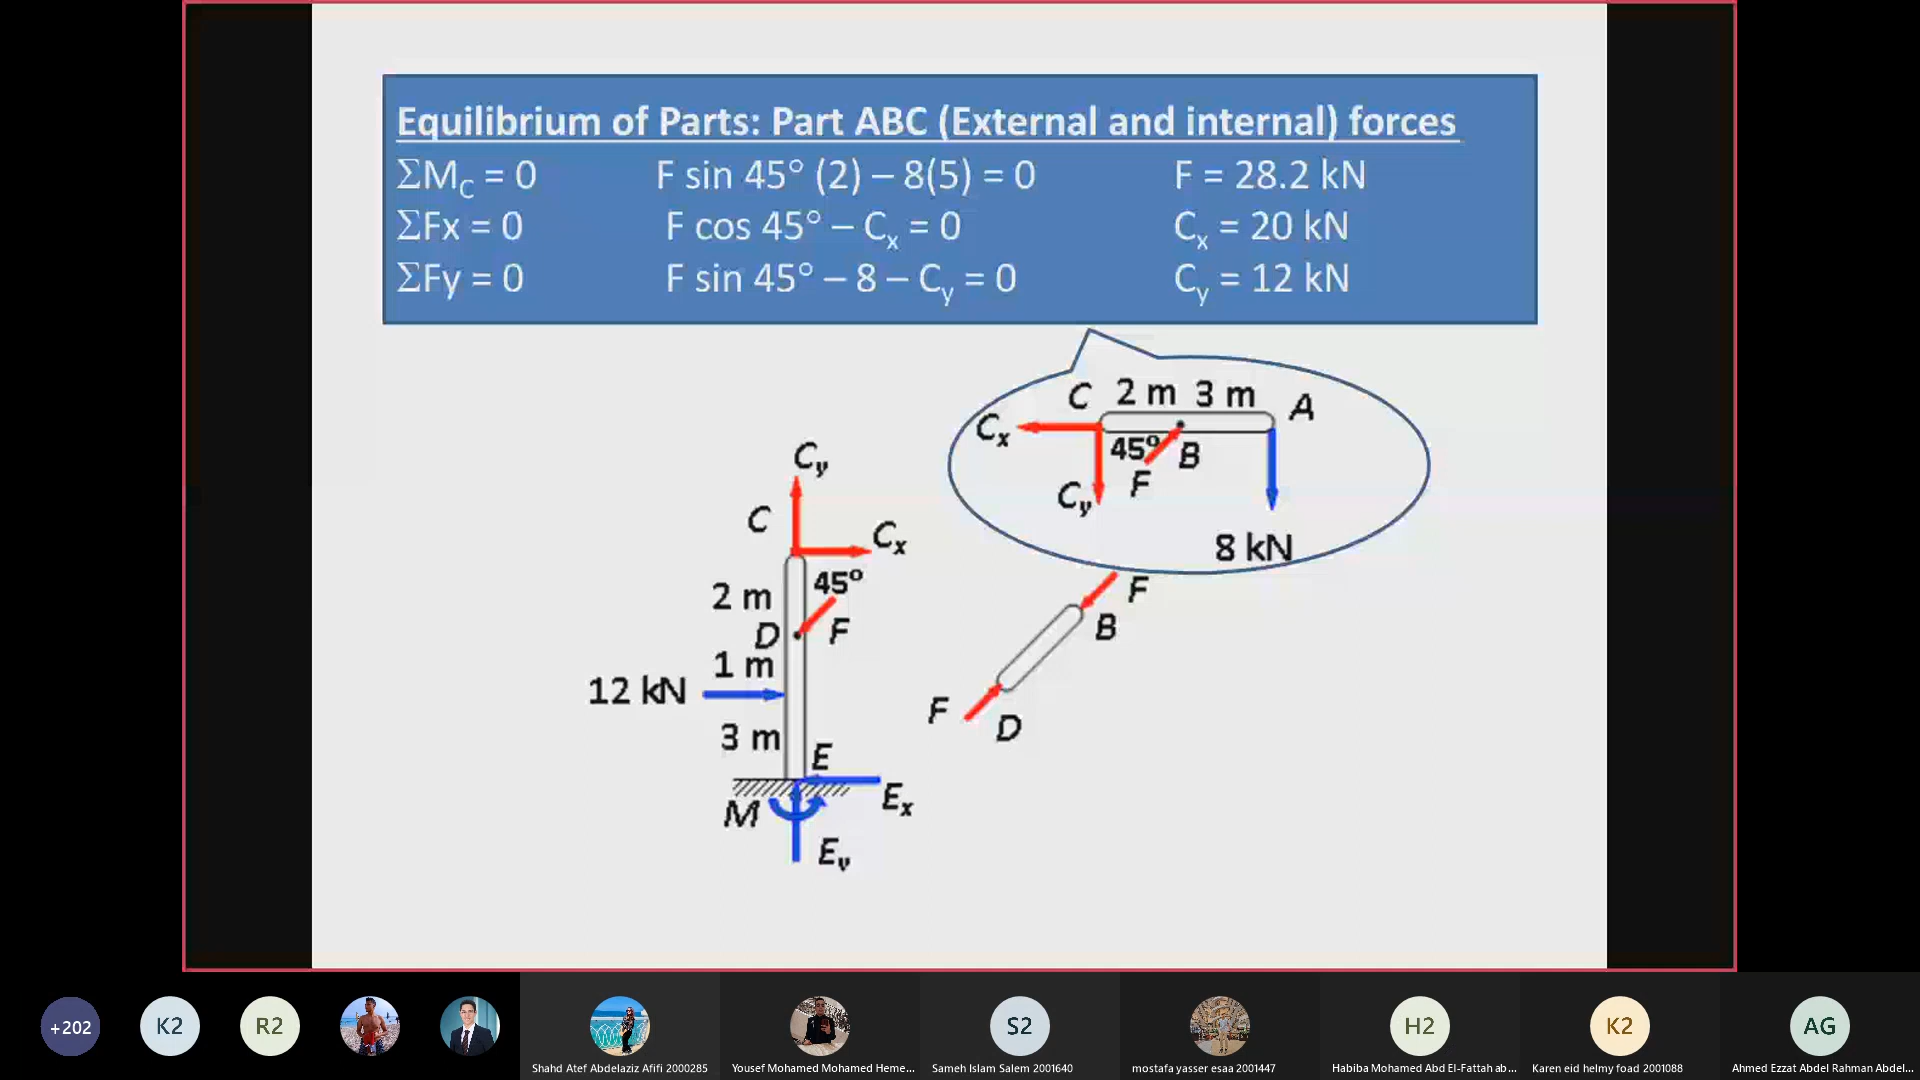 Equilibrium of Parts: Part ABC (External and internal) forces
ΣM_C = 0 F sin 45° (2) – 8(5) = 0 F = 28.2 kN
ΣFx = 0 F cos 45° – C_x = 0 C_x = 20 kN
ΣFy = 0 F sin 45° – 8 – C_y = 0 C_y = 12 kN
C 2 m 3 m A
C_x
45° B
F
C_y
8 kN
C_y
C
C_x
45°
2 m
D F
1 m
12 kN
3 m
E
E_x
M
E_y
F
B
F
D
+202
K2
R2
S2
H2
K2
AG
Shahd Atef Abdelaziz Afifi 2000285
Yousef Mohamed Mohamed Heme...
Sameh Islam Salem 2001640
mostafa yasser esaa 2001447
Habiba Mohamed Abd El-Fattah ab...
Karen eid helmy foad 2001088
Ahmed Ezzat Abdel Rahman Abdel...